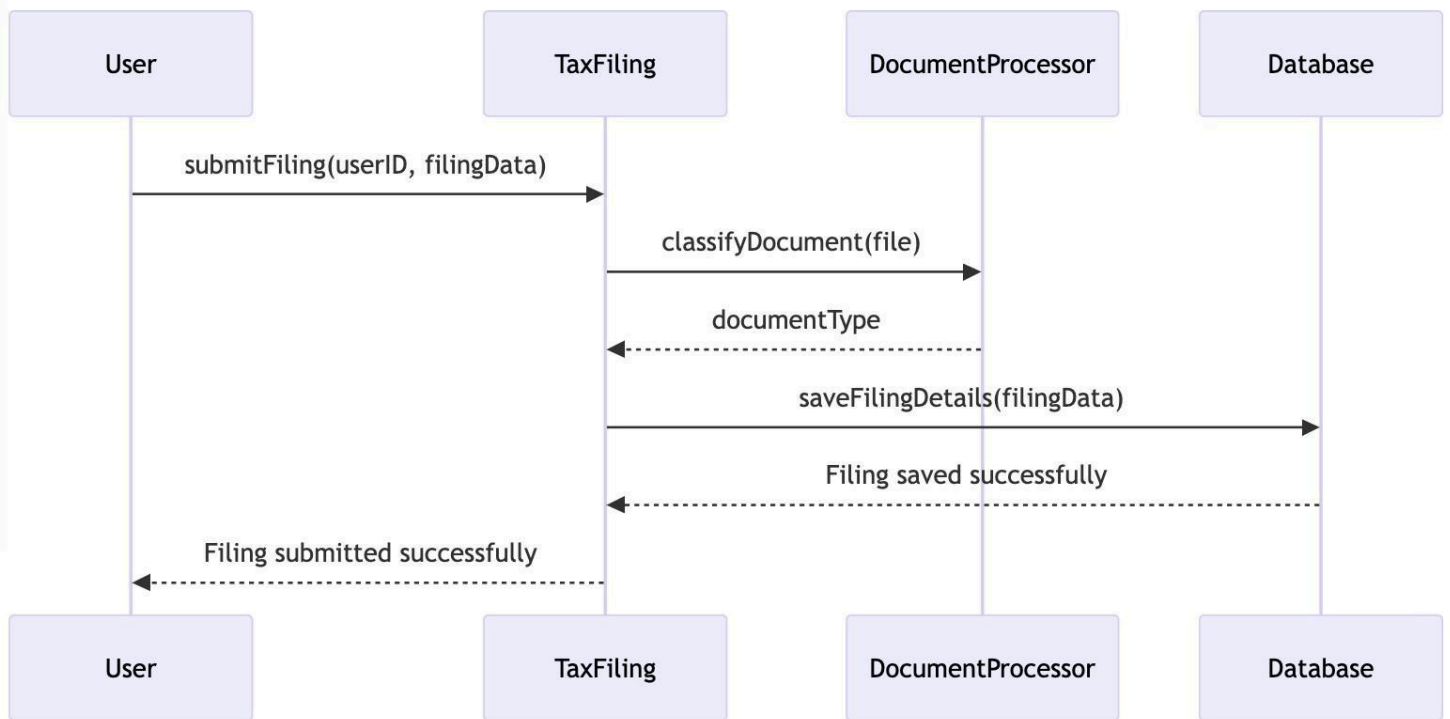 User
TaxFiling
DocumentProcessor
Database
submitFiling(userID, filingData)
classifyDocument(file)
documentType
saveFilingDetails(filingData)
Filing saved successfully
Filing submitted successfully
User
TaxFiling
DocumentProcessor
Database